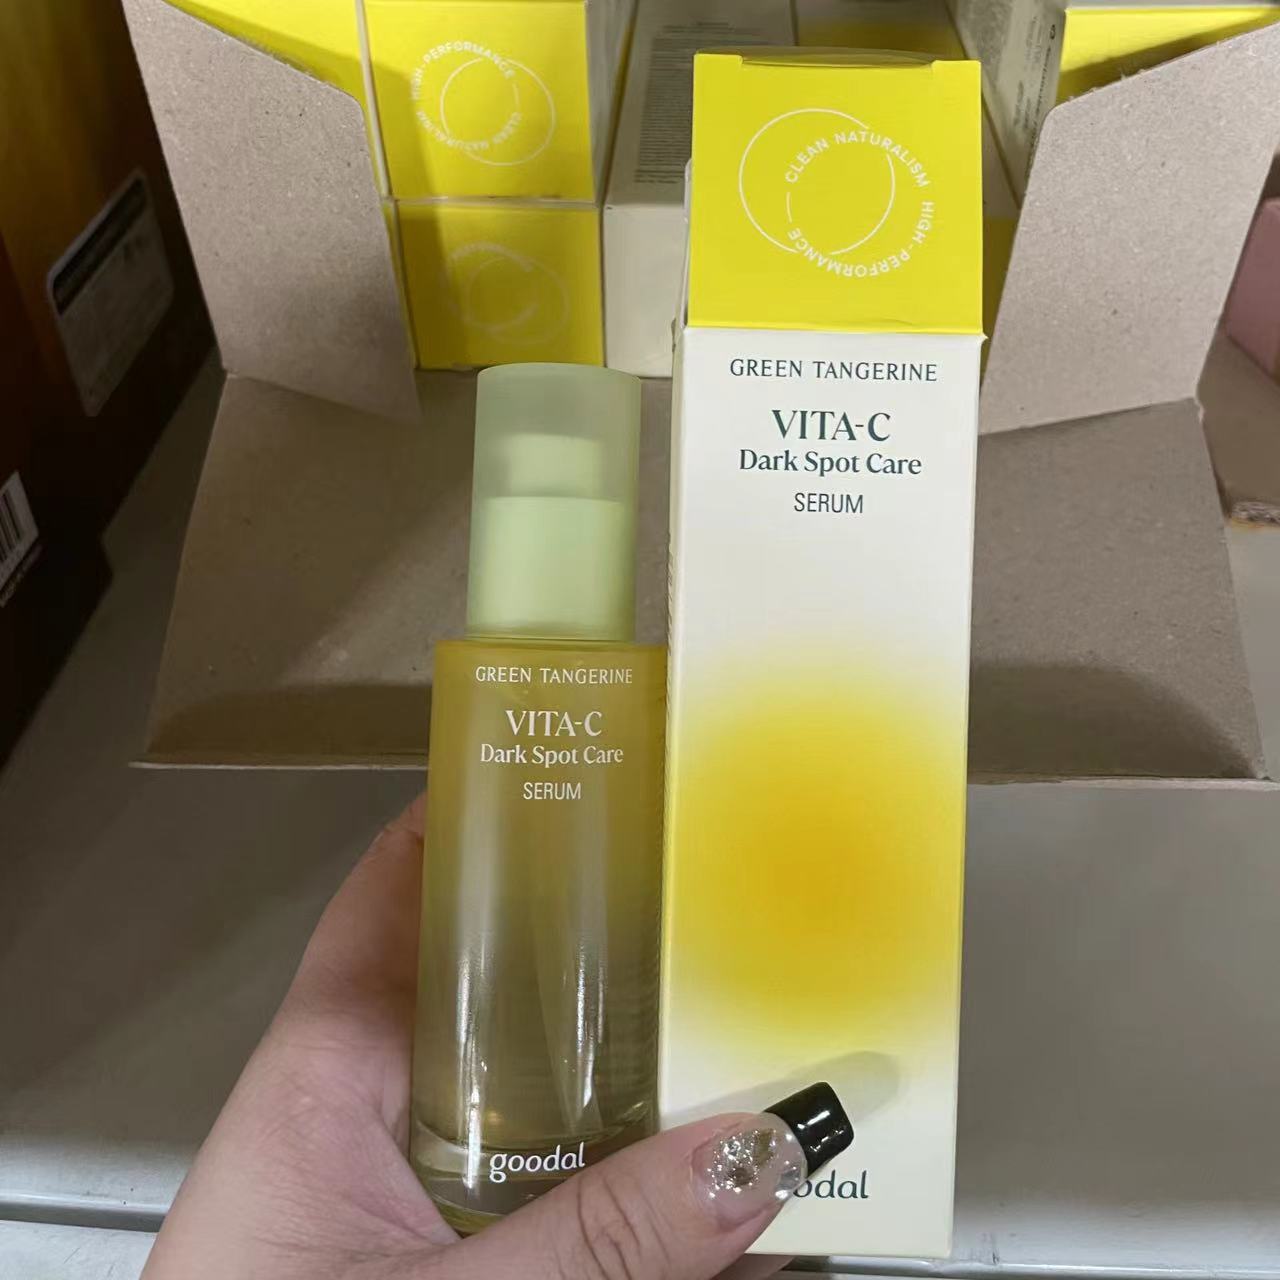 HIGH-PERFORMANCE
CLEAN NATURALISM
CLEAN NATURALISM HIGH-PERFORMANCE
GREEN TANGERINE
VITA-C
Dark Spot Care
SERUM
GREEN TANGERINE
VITA-C
Dark Spot Care
SERUM
goodal
odal